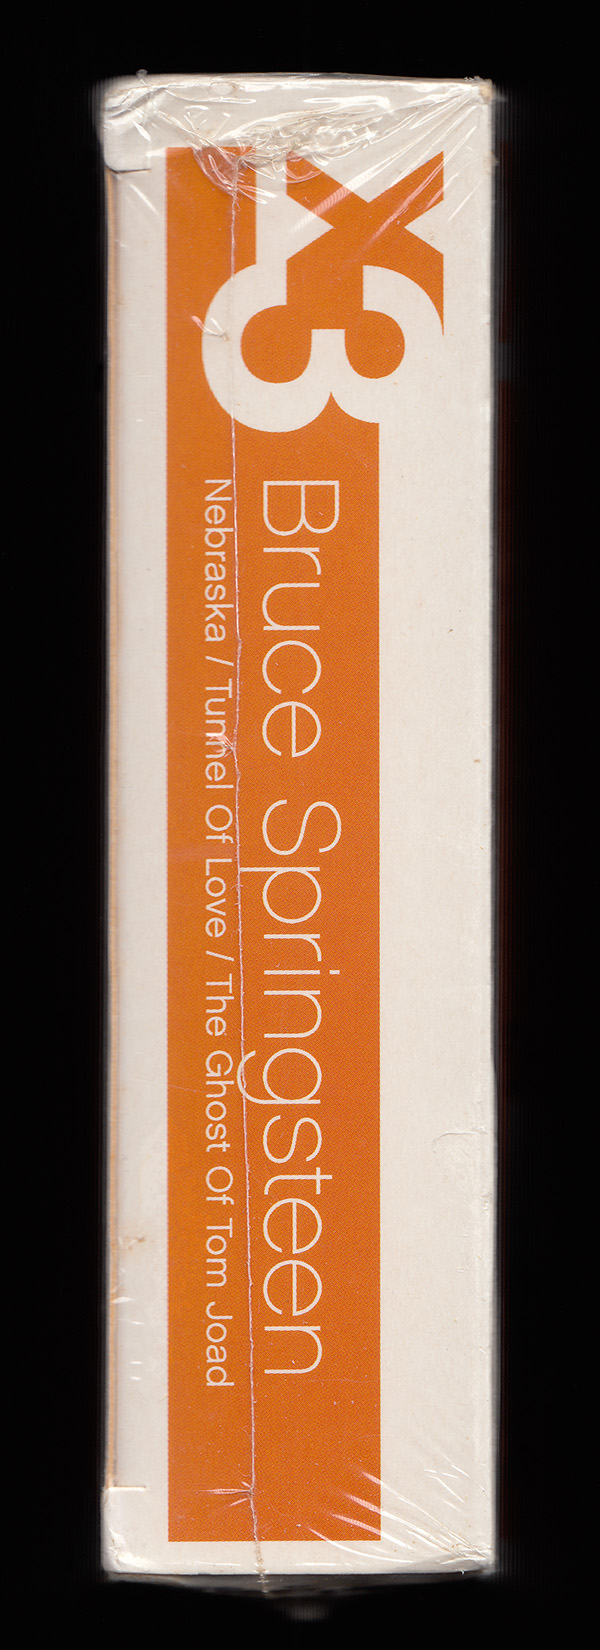 X3
Bruce Springsteen
Nebraska / Tunnel Of Love / The Ghost Of Tom Joad